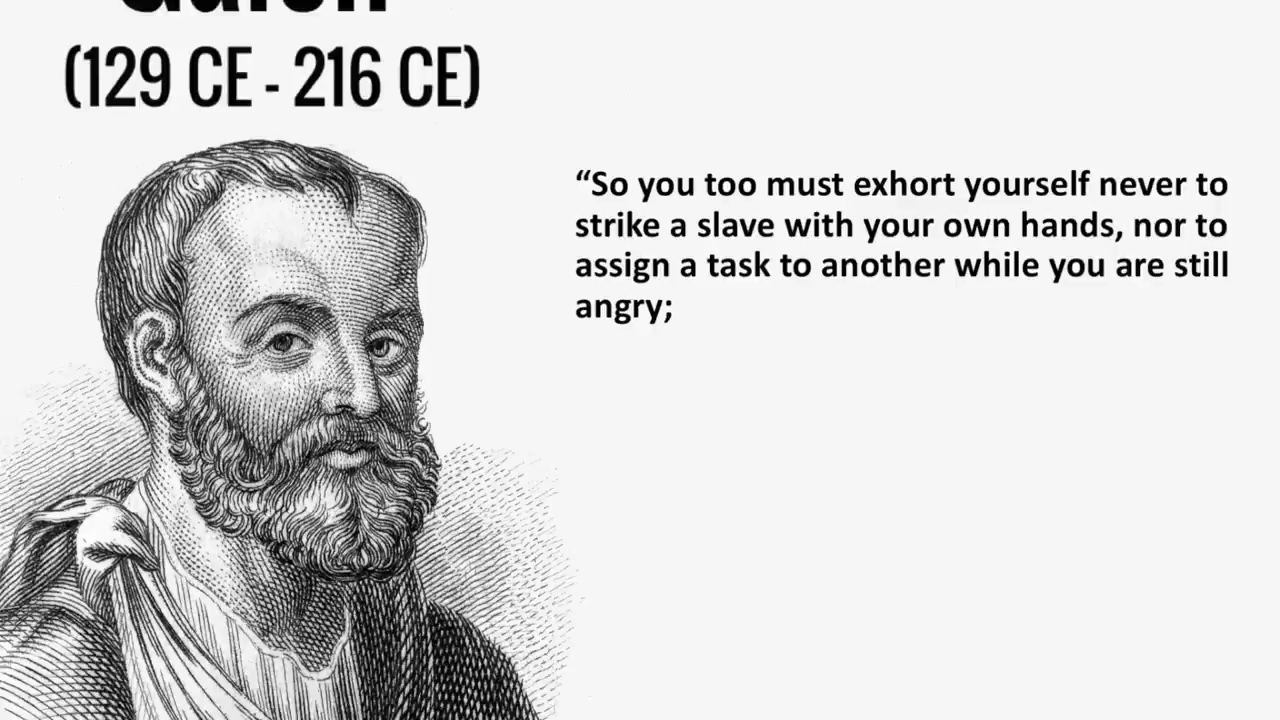 (129 CE - 216 CE)
“So you too must exhort yourself never to
strike a slave with your own hands, nor to
assign a task to another while you are still
angry;